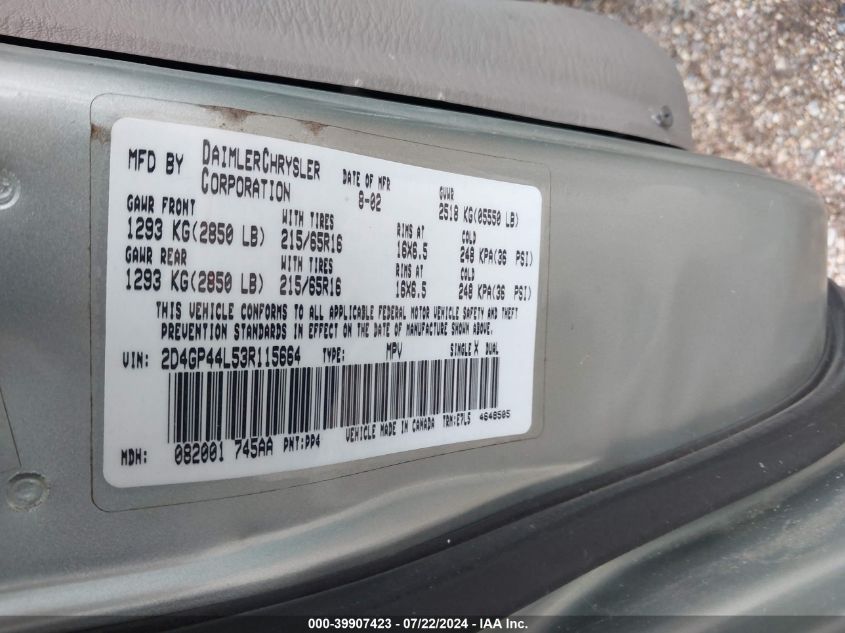 MFD BY DAIMLERCHRYSLER CORPORATION DATE OF MFR 8-02 GVWR 2518 KG(05550 LB)
GAWR FRONT WITH TIRES RIMS AT COLD
1293 KG(2850 LB) 215/65R16 16X6.5 248 KPA(36 PSI)
GAWR REAR WITH TIRES RIMS AT COLD
1293 KG(2850 LB) 215/65R16 16X6.5 248 KPA(36 PSI)
THIS VEHICLE CONFORMS TO ALL APPLICABLE FEDERAL MOTOR VEHICLE SAFETY AND THEFT
PREVENTION STANDARDS IN EFFECT ON THE DATE OF MANUFACTURE SHOWN ABOVE.
VIN: 2D4GP44L53R115664 TYPE: MPV SINGLE X DUAL
MDH: 082001 745AA PNT:PP4 VEHICLE MADE IN CANADA TRM:E7L5 4648505
000-39907423 - 07/22/2024 - IAA Inc.